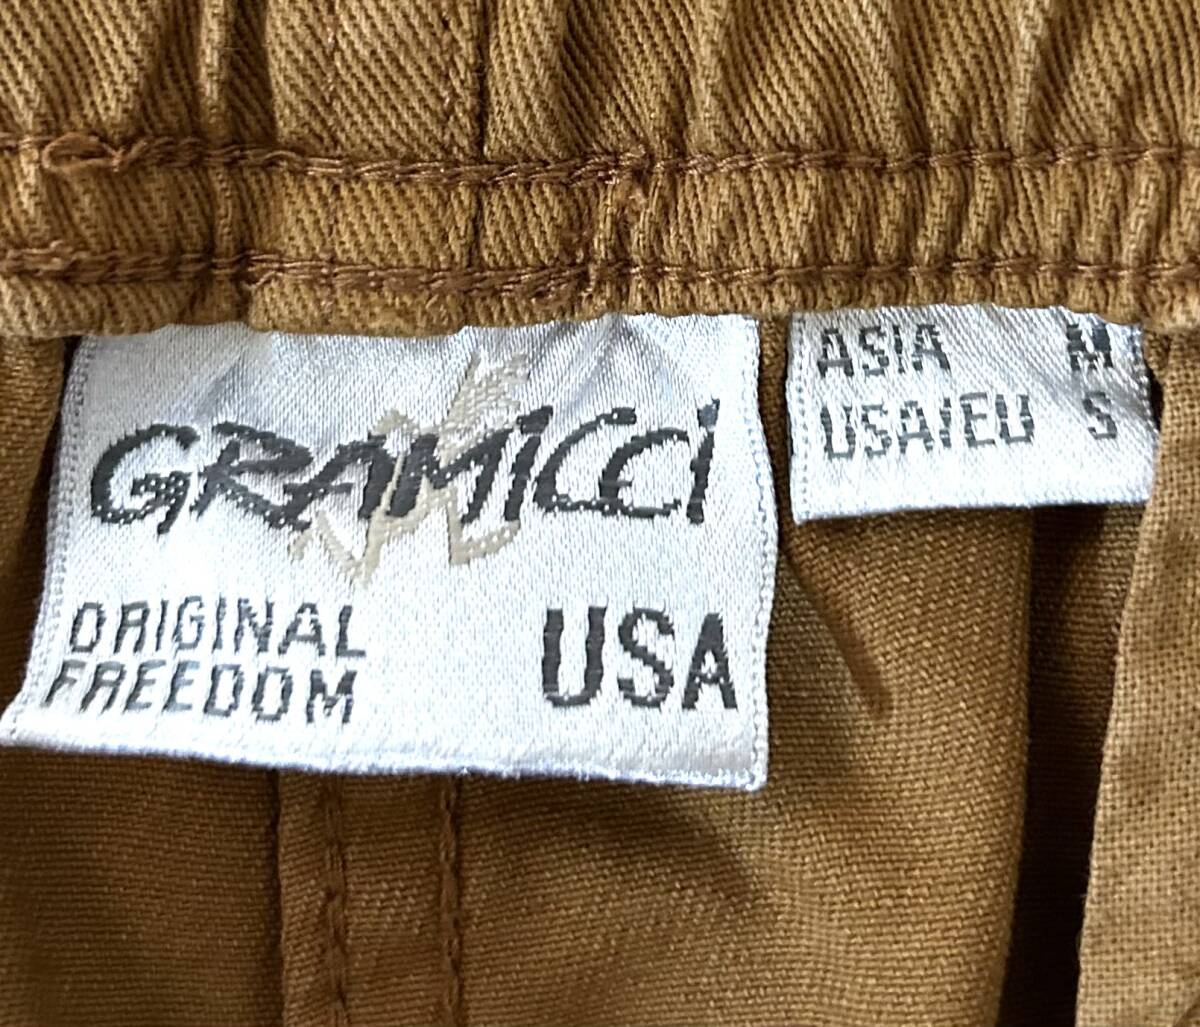 GRAMICCI
ORIGINAL
FREEDOM
USA
ASIA M
USA/EU S